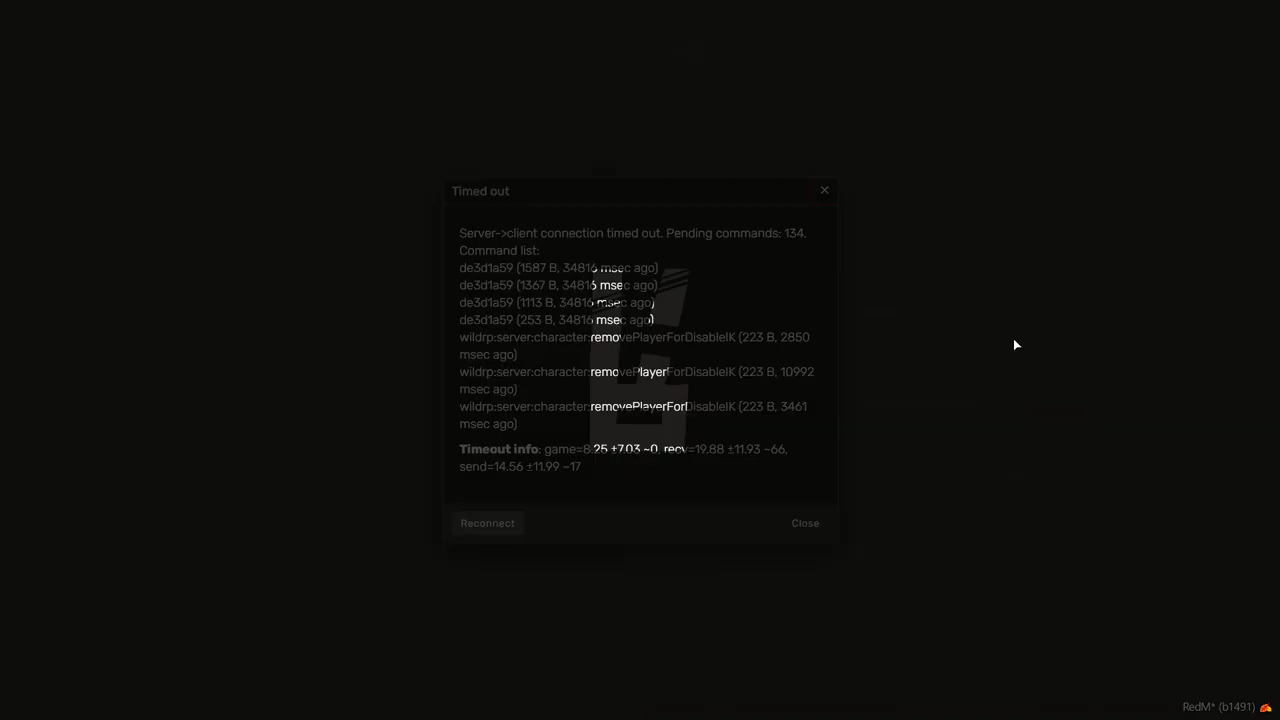 Timed out
Server->client connection timed out. Pending commands: 134.
Command list:
de3d1a59 (1587 B, 34816 msec ago)
de3d1a59 (1367 B, 34816 msec ago)
de3d1a59 (1113 B, 34816 msec ago)
de3d1a59 (253 B, 34816 msec ago)
wildrp:server:character:removePlayerForDisableIK (223 B, 2850
msec ago)
wildrp:server:character:removePlayerForDisableIK (223 B, 10992
msec ago)
wildrp:server:character:removePlayerForDisableIK (223 B, 3461
msec ago)
Timeout info: game=8.25 ±7.03 ~0, recv=19.88 ±11.93 ~66,
send=14.56 ±11.99 ~17
Reconnect
Close
RedM* (b1491)